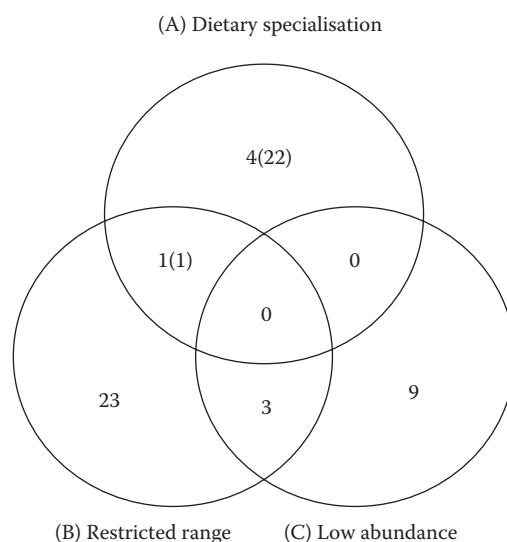 (A) Dietary specialisation
4(22)
1(1)
0
0
23
3
9
(B) Restricted range
(C) Low abundance